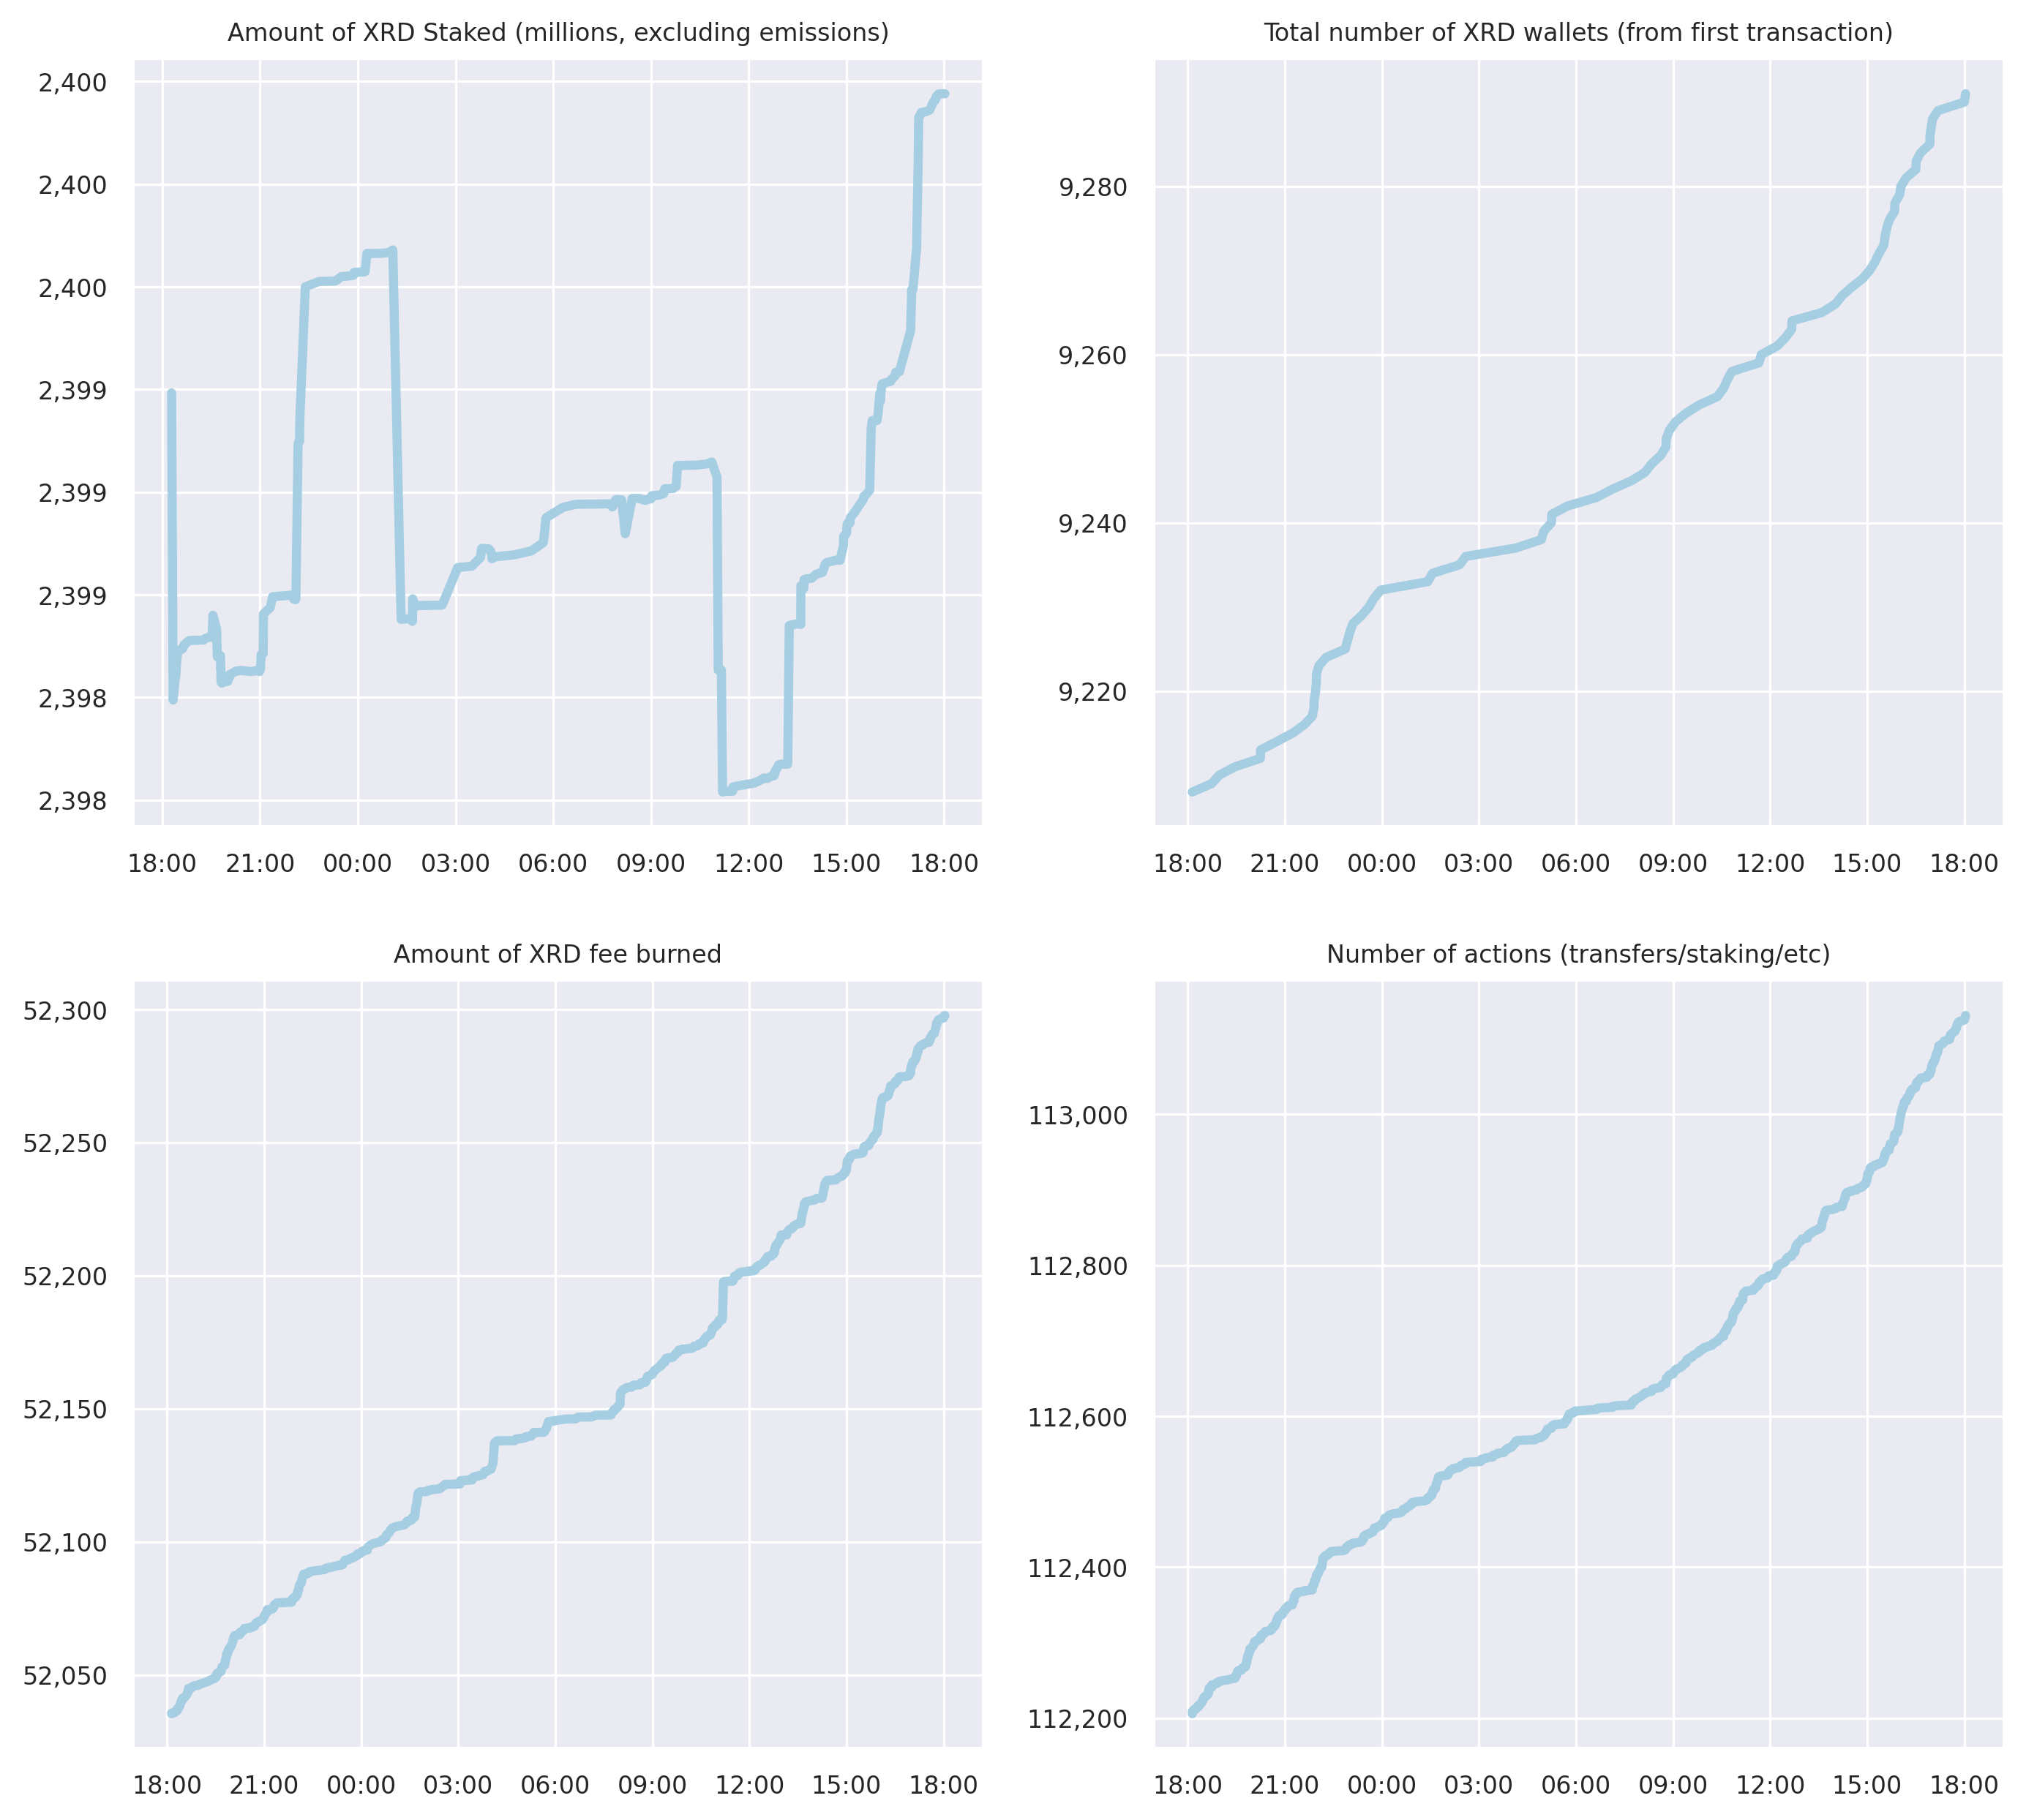 Amount of XRD Staked (millions, excluding emissions)
2,400
2,400
2,400
2,399
2,399
2,399
2,398
2,398
18:00 21:00 00:00 03:00 06:00 09:00 12:00 15:00 18:00
Total number of XRD wallets (from first transaction)
9,280
9,260
9,240
9,220
18:00 21:00 00:00 03:00 06:00 09:00 12:00 15:00 18:00
Amount of XRD fee burned
52,300
52,250
52,200
52,150
52,100
52,050
18:00 21:00 00:00 03:00 06:00 09:00 12:00 15:00 18:00
Number of actions (transfers/staking/etc)
113,000
112,800
112,600
112,400
112,200
18:00 21:00 00:00 03:00 06:00 09:00 12:00 15:00 18:00